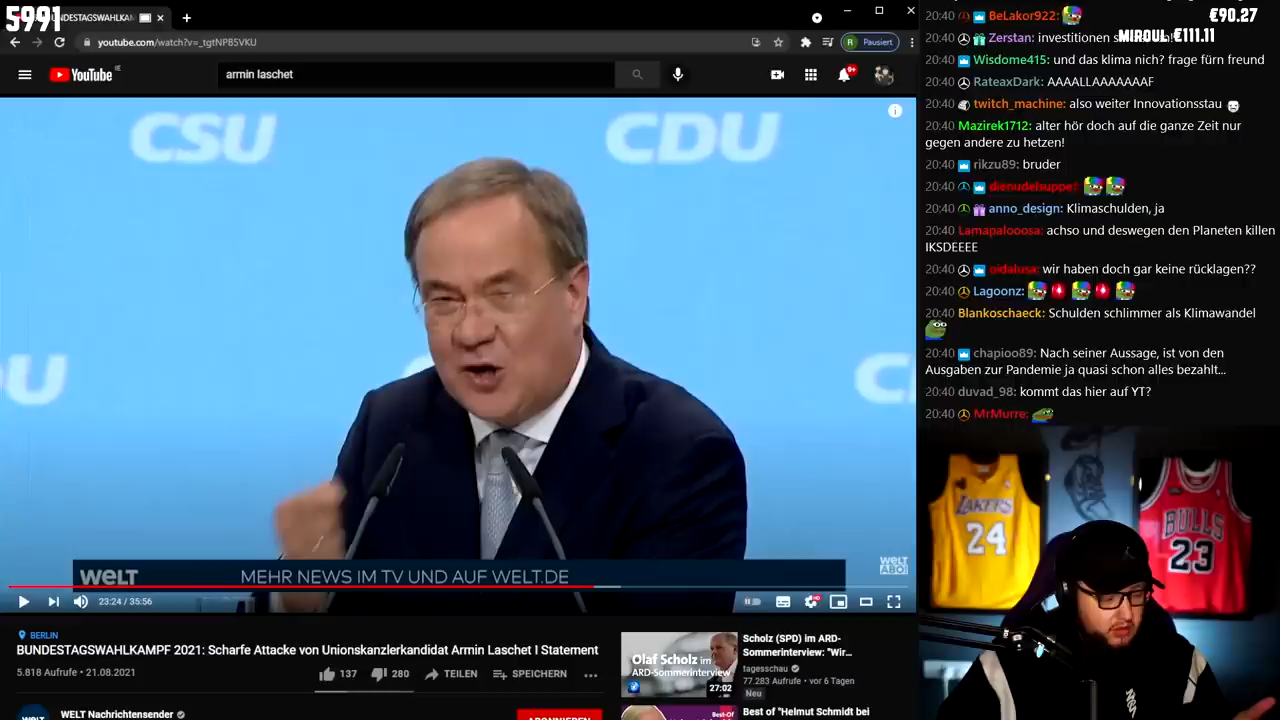 5991
BUNDESTAGSWAHLKAM
youtube.com/watch?v=_tgtNPB5VKU
R Pausiert
YouTube
armin laschet
9+
CSU
CDU
WELT
MEHR NEWS IM TV UND AUF WELT.DE
WELT
ABO!
23:24 / 35:56
BERLIN
BUNDESTAGSWAHLKAMPF 2021: Scharfe Attacke von Unionskanzlerkandidat Armin Laschet I Statement
5.818 Aufrufe • 21.08.2021
137
280
TEILEN
SPEICHERN
WELT Nachrichtensender
ABONNIEREN
Olaf Scholz im
ARD-Sommerinterview
27:02
Scholz (SPD) im ARD-
Sommerinterview: "Wir...
tagesschau
77.283 Aufrufe • vor 6 Tagen
Neu
Best of "Helmut Schmidt bei
€90.27
MIROUL €111.11
20:40 BeLakor922:
20:40 Zerstan: investitionen
20:40 Wisdome415: und das klima nich? frage fürn freund
20:40 RateaxDark: AAAALLAAAAAAAF
20:40 twitch_machine: also weiter Innovationsstau
20:40 Mazirek1712: alter hör doch auf die ganze Zeit nur
gegen andere zu hetzen!
20:40 rikzu89: bruder
20:40 dienudelsuppe7:
20:40 anno_design: Klimaschulden, ja
20:40 Lamapalooosa: achso und deswegen den Planeten killen
IKSDEEEE
20:40 oidalusa: wir haben doch gar keine rücklagen??
20:40 Lagoonz:
20:40 Blankoschaeck: Schulden schlimmer als Klimawandel
20:40 chapioo89: Nach seiner Aussage, ist von den
Ausgaben zur Pandemie ja quasi schon alles bezahlt...
20:40 duvad_98: kommt das hier auf YT?
20:40 MrMurre:
LAKERS
24
BULLS
23